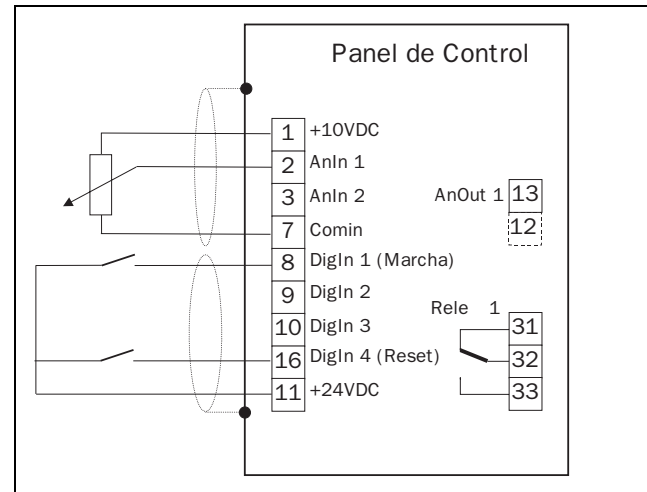 Panel de Control
1 +10VDC
2 AnIn 1
3 AnIn 2
7 Comin
8 DigIn 1 (Marcha)
9 DigIn 2
10 DigIn 3
16 DigIn 4 (Reset)
11 +24VDC
AnOut 1 13
12
Rele 1
31
32
33